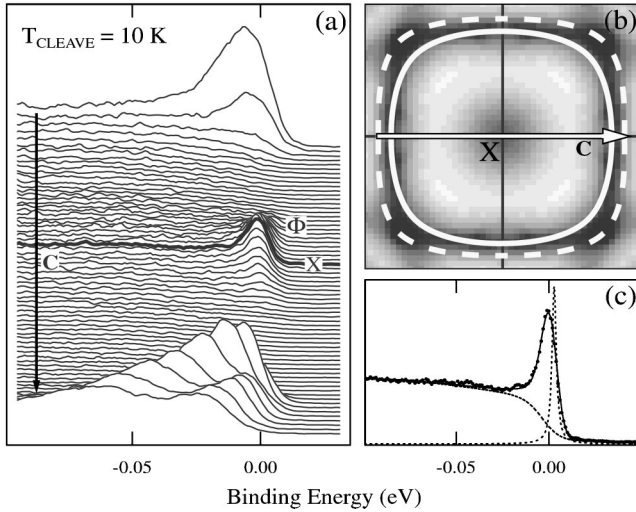 (a)
T_CLEAVE = 10 K
Φ
X
C
-0.05
0.00
(b)
X
C
(c)
-0.05
0.00
Binding Energy (eV)